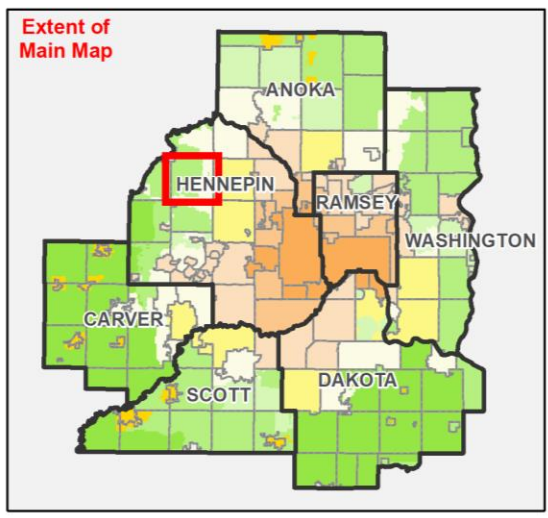 Extent of
Main Map
ANOKA
HENNEPIN
RAMSEY
WASHINGTON
CARVER
SCOTT
DAKOTA